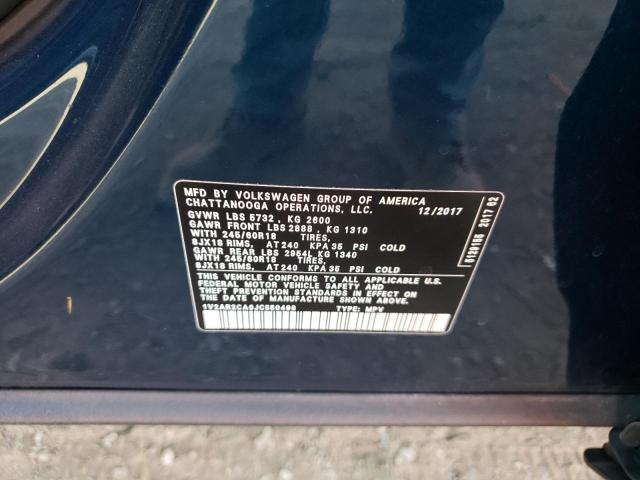 MFD BY VOLKSWAGEN GROUP OF AMERICA
CHATTANOOGA OPERATIONS, LLC. 12/2017
GVWR LBS 5732 , KG 2600
GAWR FRONT LBS 2888 , KG 1310
WITH 245/60R18 TIRES,
8JX18 RIMS, AT 240 KPA 35 PSI COLD
GAWR REAR LBS 2954L KG 1340
WITH 245/60R18 TIRES,
8JX18 RIMS, AT 240 KPA 35 PSI COLD
THIS VEHICLE CONFORMS TO ALL APPLICABLE U.S.
FEDERAL MOTOR VEHICLE SAFETY AND
THEFT PREVENTION STANDARDS IN EFFECT ON
THE DATE OF MANUFACTURE SHOWN ABOVE.
1V2AR2CA0JC550498 TYPE: MPV
2017 02